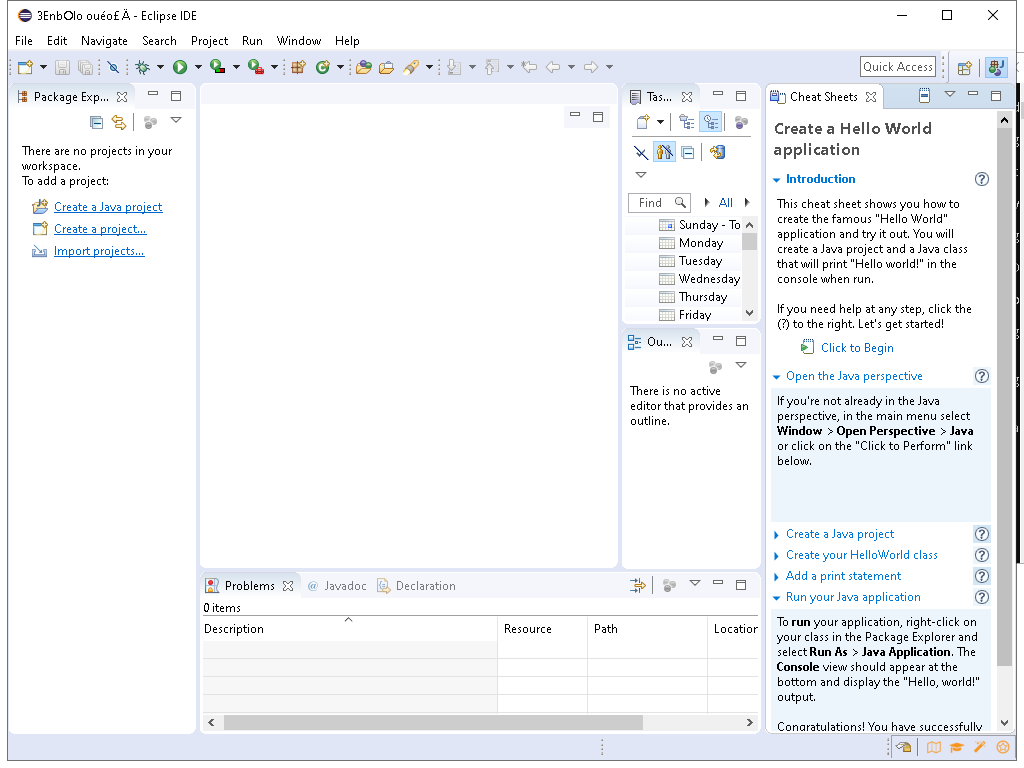 3EnbOlo ouéo£Ä - Eclipse IDE
File Edit Navigate Search Project Run Window Help
Quick Access
Package Exp...
There are no projects in your
workspace.
To add a project:
Create a Java project
Create a project...
Import projects...
Tas...
Find
All
Sunday - To
Monday
Tuesday
Wednesday
Thursday
Friday
Ou...
There is no active
editor that provides an
outline.
Problems @ Javadoc Declaration
0 items
Description Resource Path Location
Cheat Sheets
Create a Hello World
application
Introduction
This cheat sheet shows you how to
create the famous "Hello World"
application and try it out. You will
create a Java project and a Java class
that will print "Hello world!" in the
console when run.
If you need help at any step, click the
(?) to the right. Let's get started!
Click to Begin
Open the Java perspective
If you're not already in the Java
perspective, in the main menu select
Window > Open Perspective > Java
or click on the "Click to Perform" link
below.
Create a Java project
Create your HelloWorld class
Add a print statement
Run your Java application
To run your application, right-click on
your class in the Package Explorer and
select Run As > Java Application. The
Console view should appear at the
bottom and display the "Hello, world!"
output.
Congratulations! You have successfully